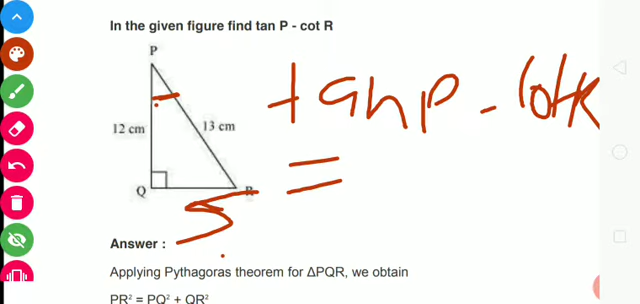 In the given figure find tan P - cot R
P
tanP - CotR
12 cm
13 cm
=
Q
R
5
Answer :
Applying Pythagoras theorem for ΔPQR, we obtain
PR² = PQ² + QR²